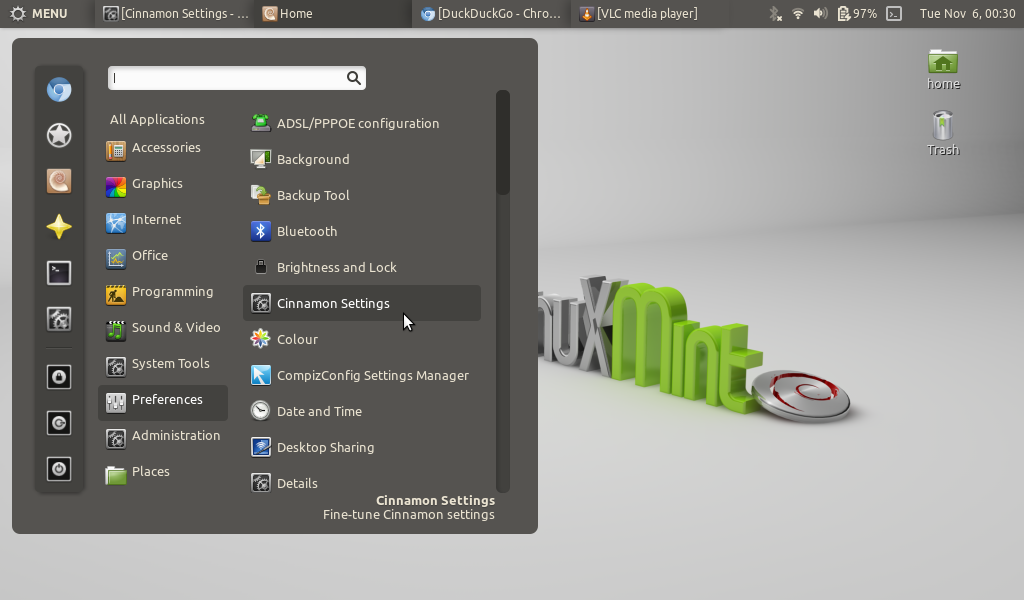 MENU
[Cinnamon Settings - ...
Home
[DuckDuckGo - Chro...
[VLC media player]
97%
Tue Nov 6, 00:30
home
Trash
All Applications
Accessories
Graphics
Internet
Office
Programming
Sound & Video
System Tools
Preferences
Administration
Places
ADSL/PPPOE configuration
Background
Backup Tool
Bluetooth
Brightness and Lock
Cinnamon Settings
Colour
CompizConfig Settings Manager
Date and Time
Desktop Sharing
Details
Cinnamon Settings
Fine-tune Cinnamon settings
nuxMint